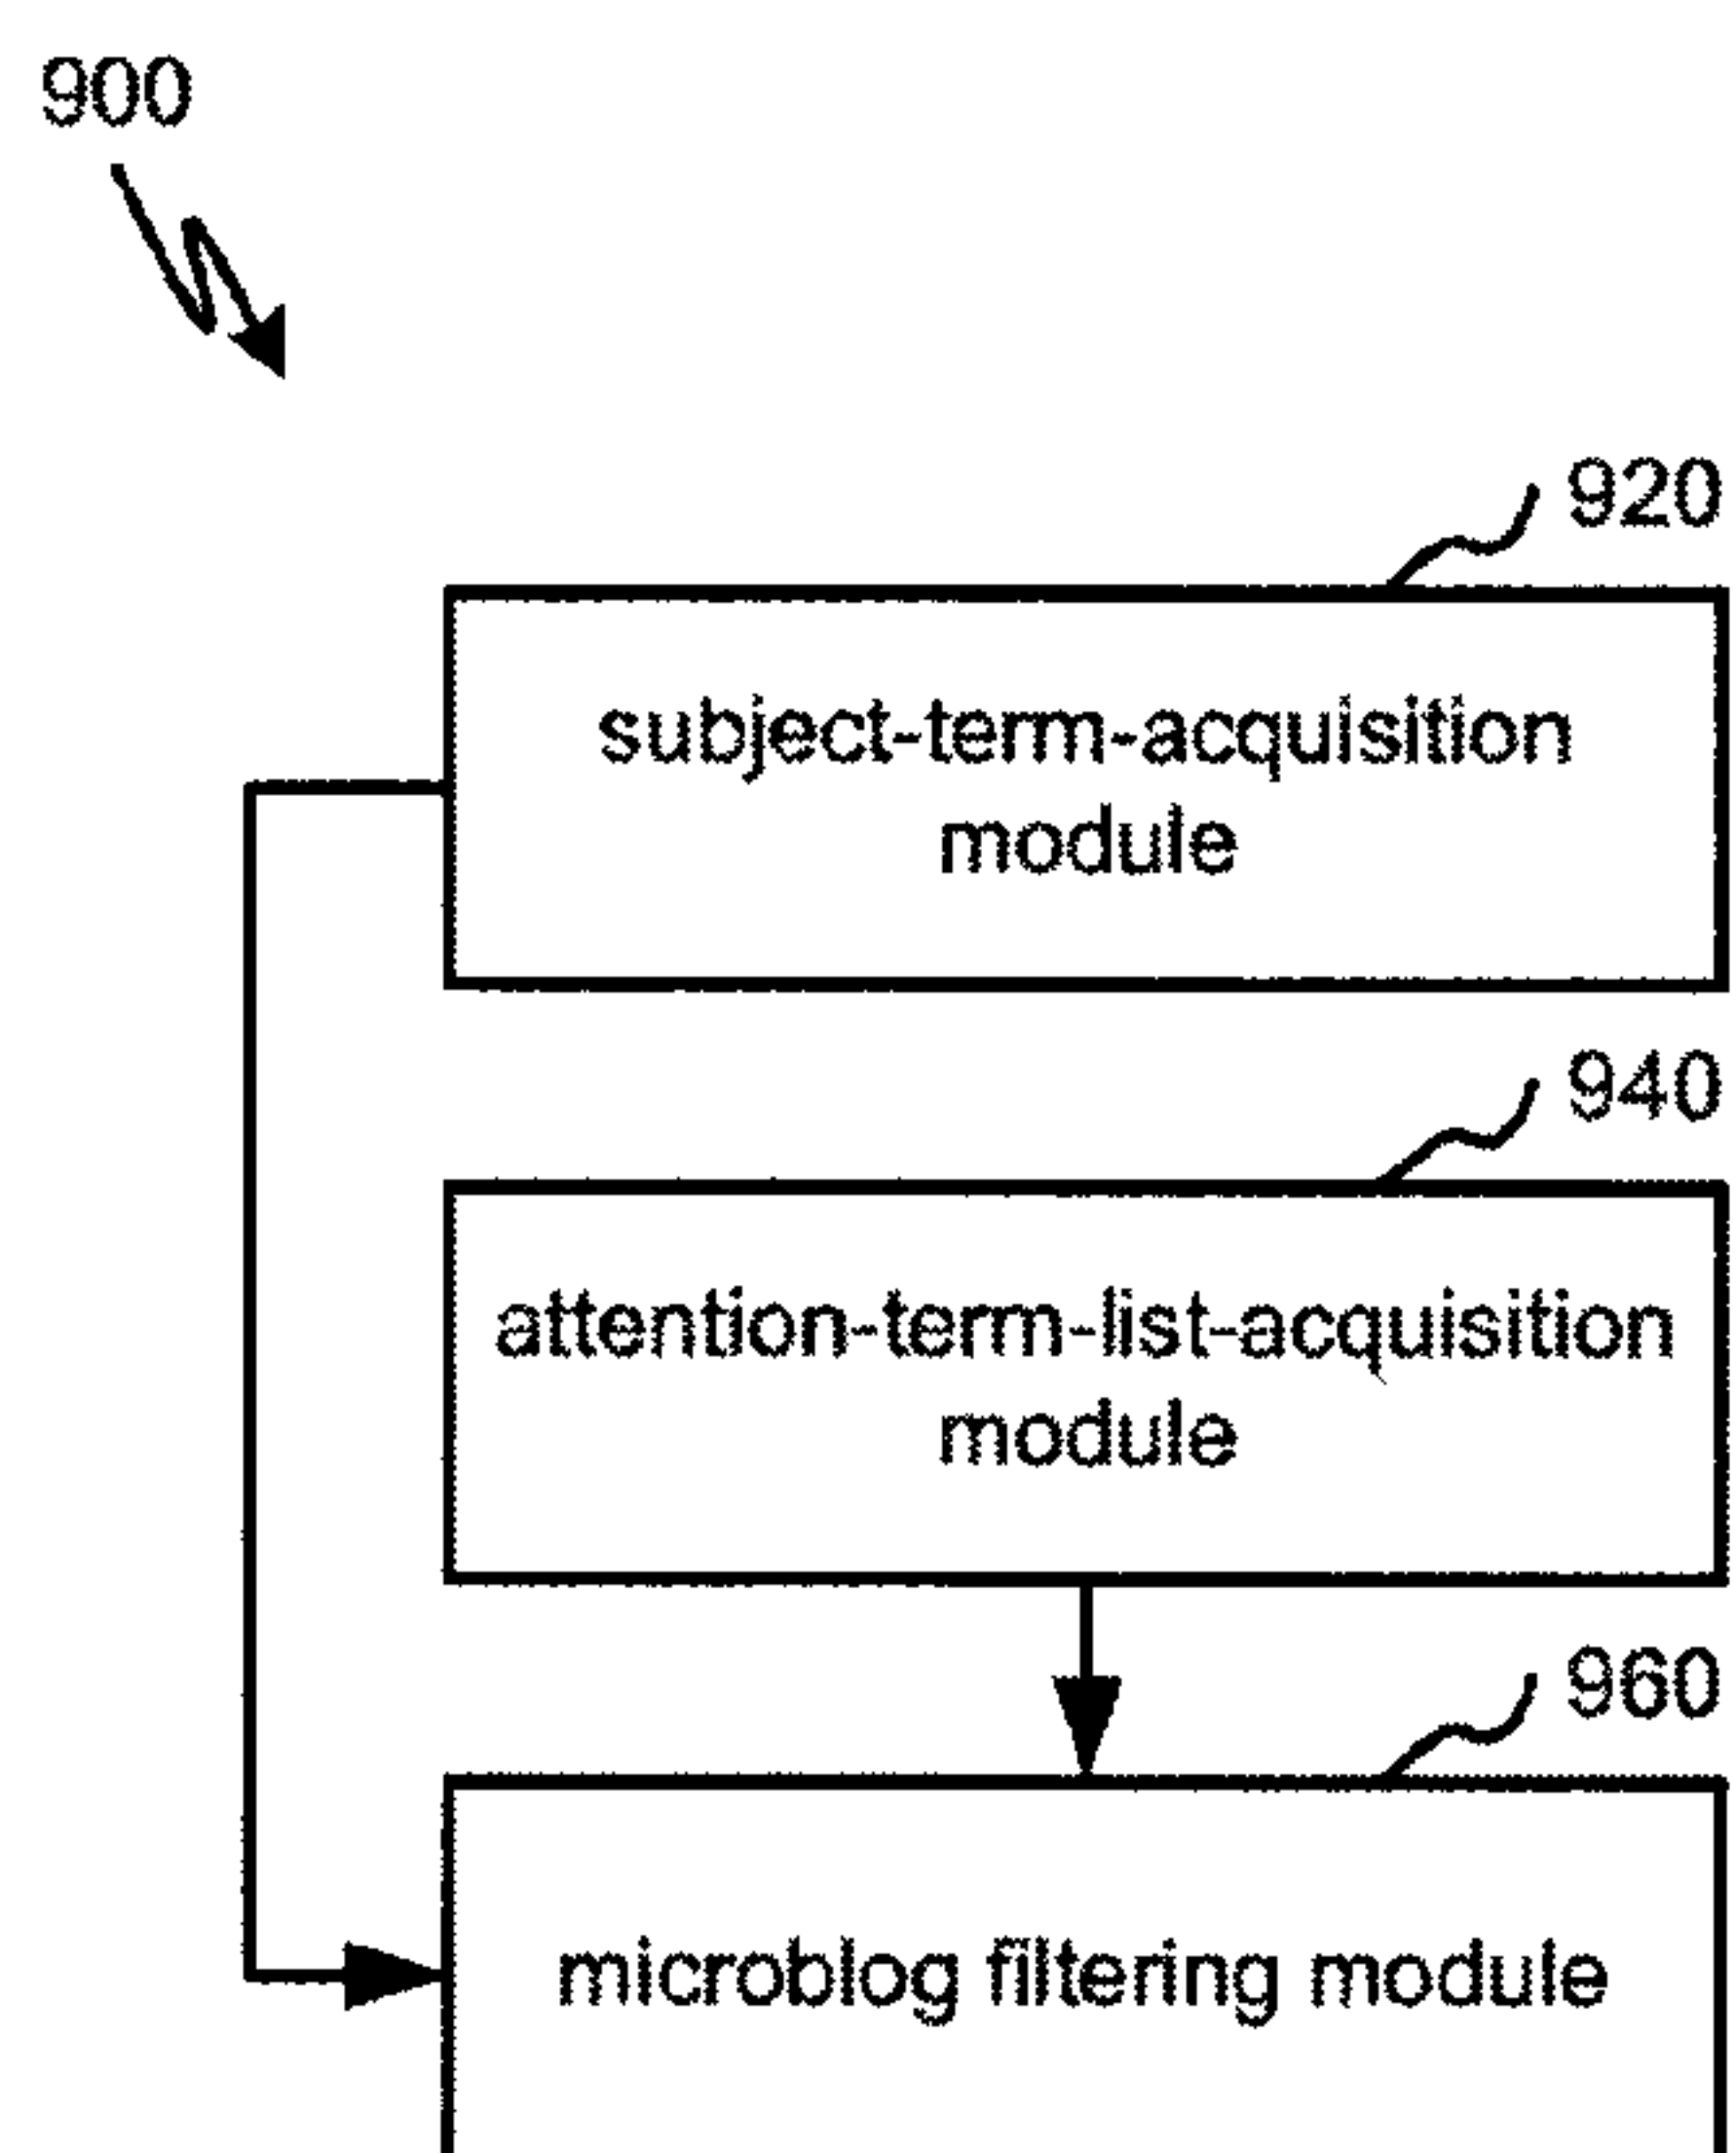 900
920
subject-term-acquisition
module
940
attention-term-list-acquisition
module
960
microblog filtering module